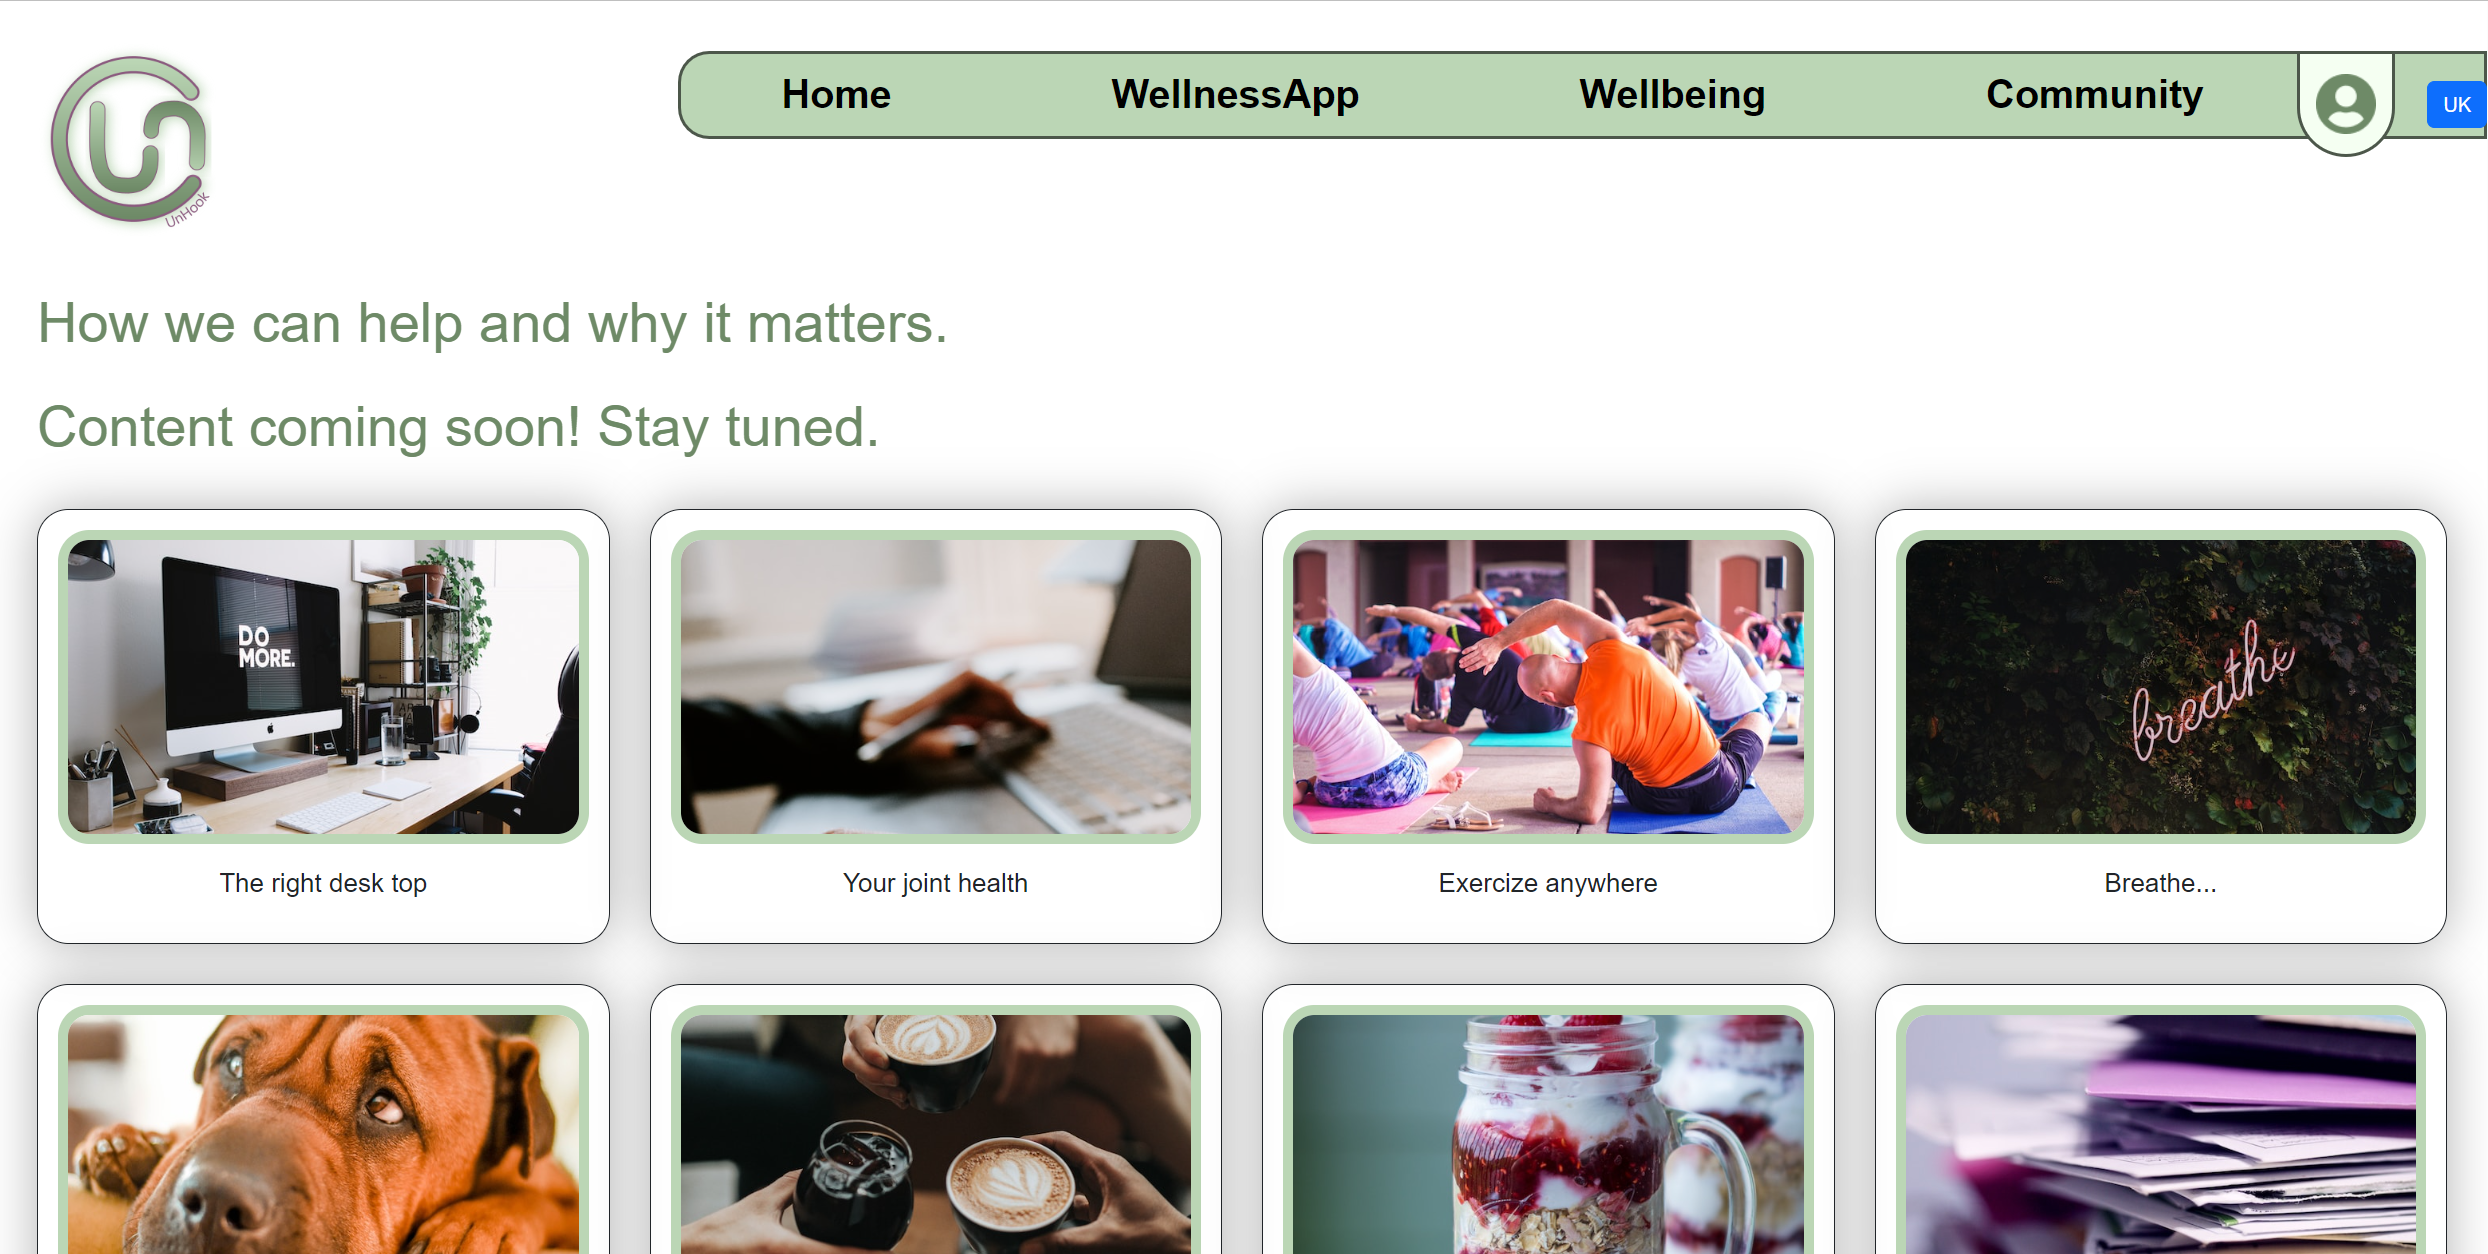 un
UnHook
Home WellnessApp Wellbeing Community UK
How we can help and why it matters.
Content coming soon! Stay tuned.
DO
MORE.
breathe
The right desk top
Your joint health
Exercize anywhere
Breathe...